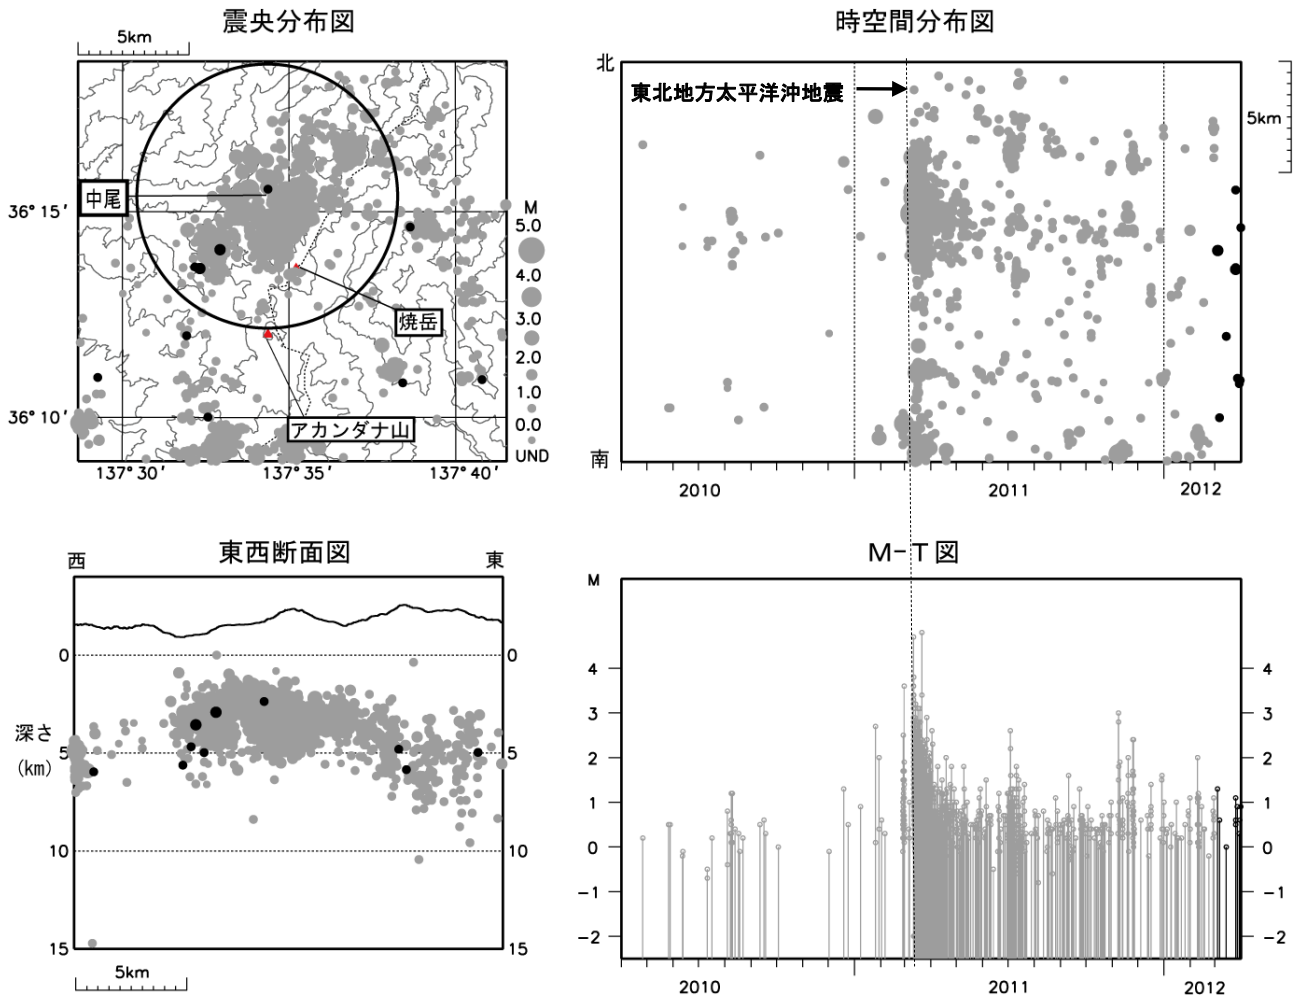 震央分布図
5km
中尾
焼岳
アカンダナ山
36°15′
36°10′
137°30
137°35′
137°40′
M
5.0
4.0
3.0
2.0
1.0
0.0
UND
時空間分布図
北
東北地方太平洋沖地震
5km
南
2010
2011
2012
東西断面図
西
東
0
0
深さ
(km)
5
5
10
10
15
15
5km
M-T図
M
4
4
3
3
2
2
1
1
0
0
-1
-1
-2
-2
2010
2011
2012